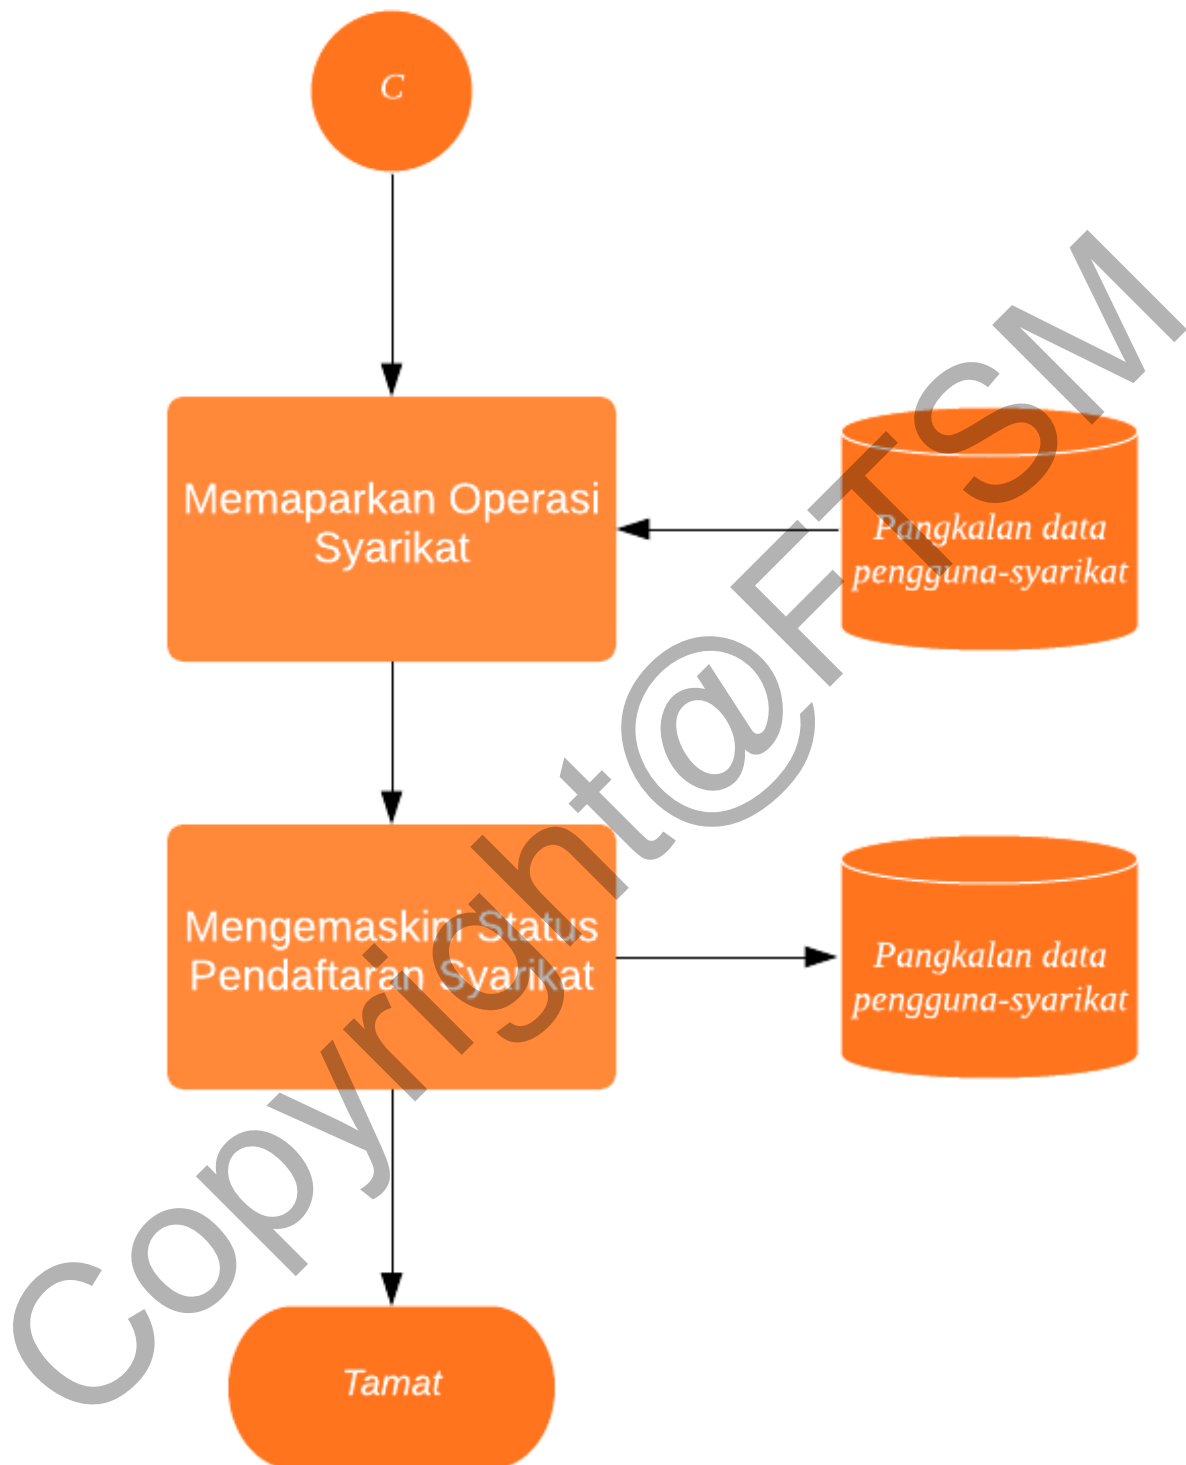 C
Memaparkan Operasi
Syarikat
Pangkalan data
pengguna-syarikat
Mengemaskini Status
Pendaftaran Syarikat
Pangkalan data
pengguna-syarikat
Tamat
Copyright@FTSM